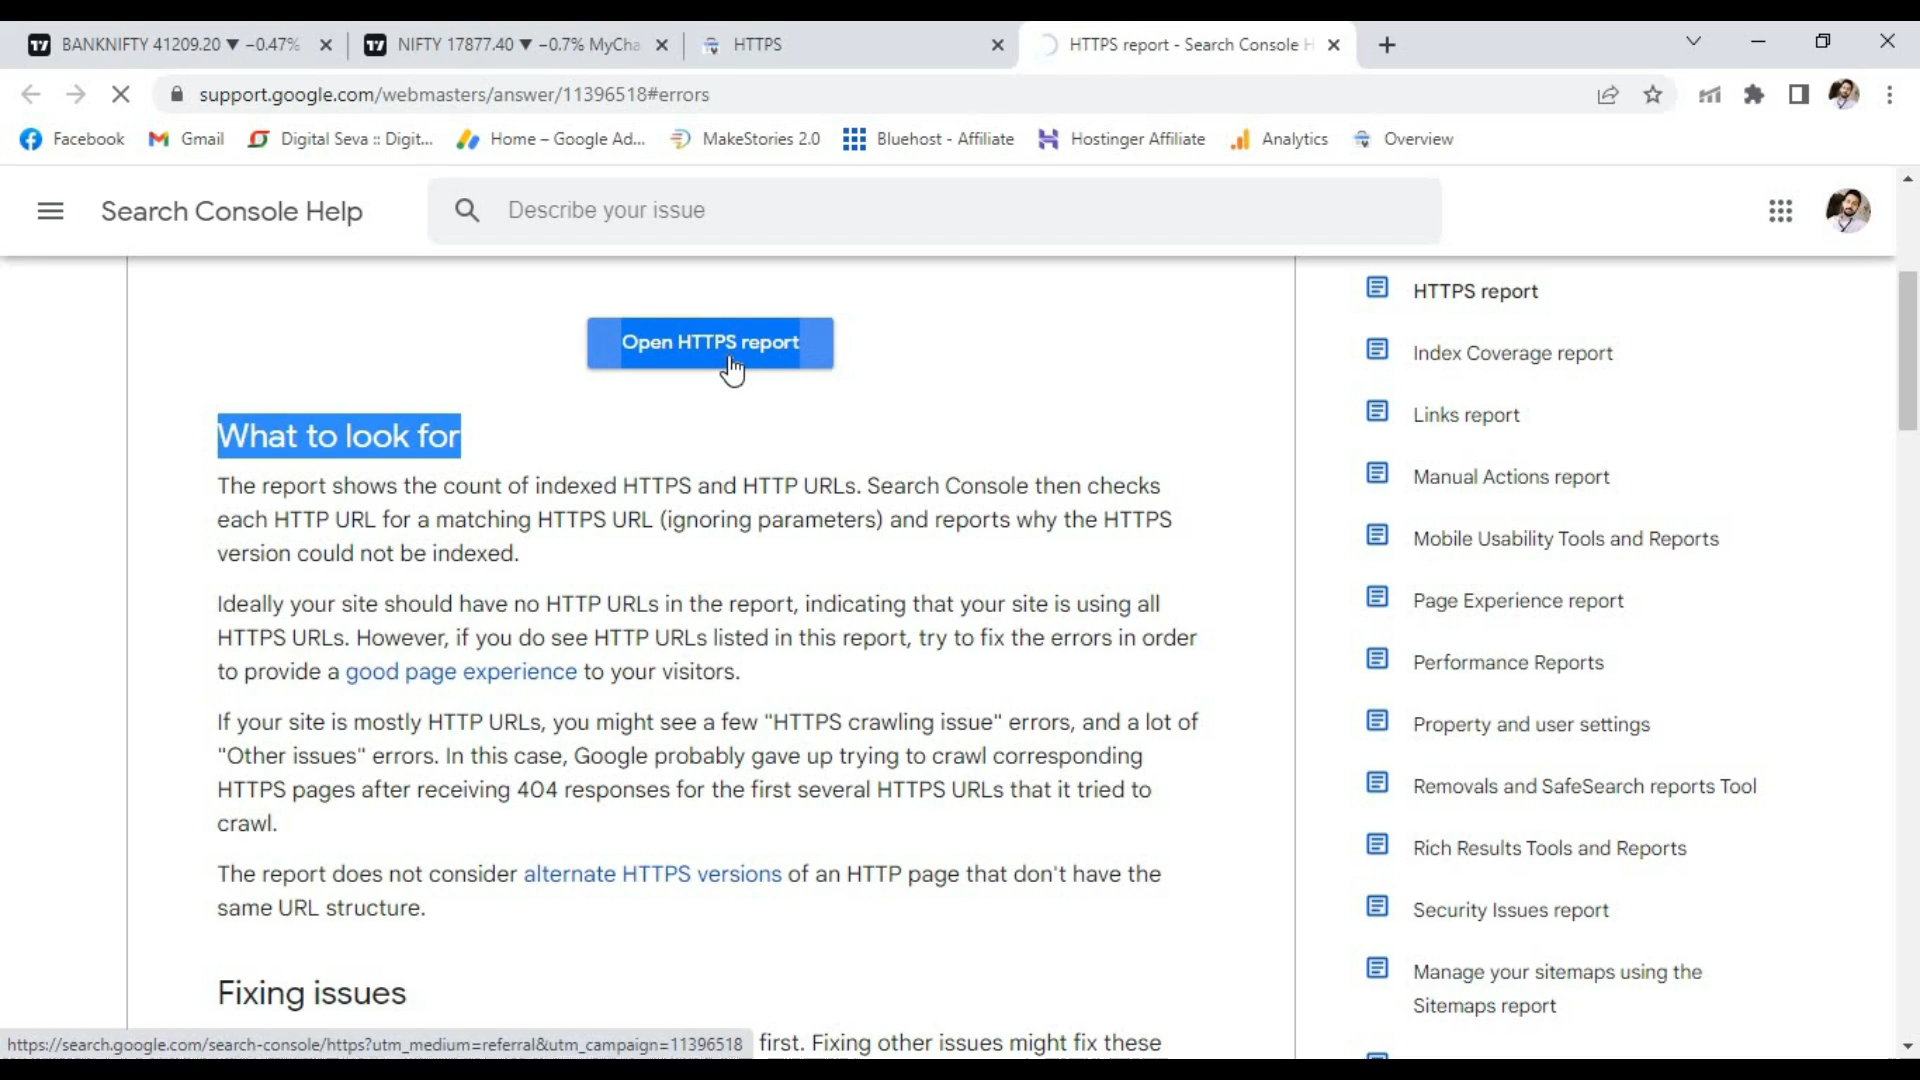 BANKNIFTY 41209.20 ▼ −0.47%
NIFTY 17877.40 ▼ −0.7% MyCha
HTTPS
HTTPS report - Search Console H
support.google.com/webmasters/answer/11396518#errors
Facebook
Gmail
Digital Seva :: Digit...
Home – Google Ad...
MakeStories 2.0
Bluehost - Affiliate
Hostinger Affiliate
Analytics
Overview
Search Console Help
Describe your issue
Open HTTPS report
What to look for
The report shows the count of indexed HTTPS and HTTP URLs. Search Console then checks
each HTTP URL for a matching HTTPS URL (ignoring parameters) and reports why the HTTPS
version could not be indexed.
Ideally your site should have no HTTP URLs in the report, indicating that your site is using all
HTTPS URLs. However, if you do see HTTP URLs listed in this report, try to fix the errors in order
to provide a good page experience to your visitors.
If your site is mostly HTTP URLs, you might see a few "HTTPS crawling issue" errors, and a lot of
"Other issues" errors. In this case, Google probably gave up trying to crawl corresponding
HTTPS pages after receiving 404 responses for the first several HTTPS URLs that it tried to
crawl.
The report does not consider alternate HTTPS versions of an HTTP page that don't have the
same URL structure.
Fixing issues
first. Fixing other issues might fix these
https://search.google.com/search-console/https?utm_medium=referral&utm_campaign=11396518
HTTPS report
Index Coverage report
Links report
Manual Actions report
Mobile Usability Tools and Reports
Page Experience report
Performance Reports
Property and user settings
Removals and SafeSearch reports Tool
Rich Results Tools and Reports
Security Issues report
Manage your sitemaps using the
Sitemaps report